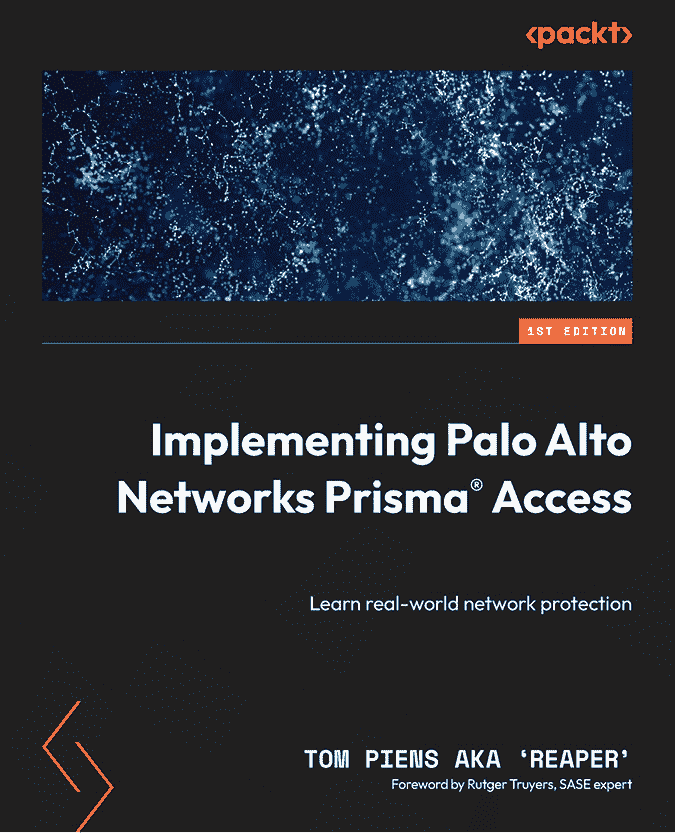 <packt>
1ST EDITION
Implementing Palo Alto
Networks Prisma® Access
Learn real-world network protection
TOM PIENS AKA ‘REAPER’
Foreword by Rutger Truyers, SASE expert